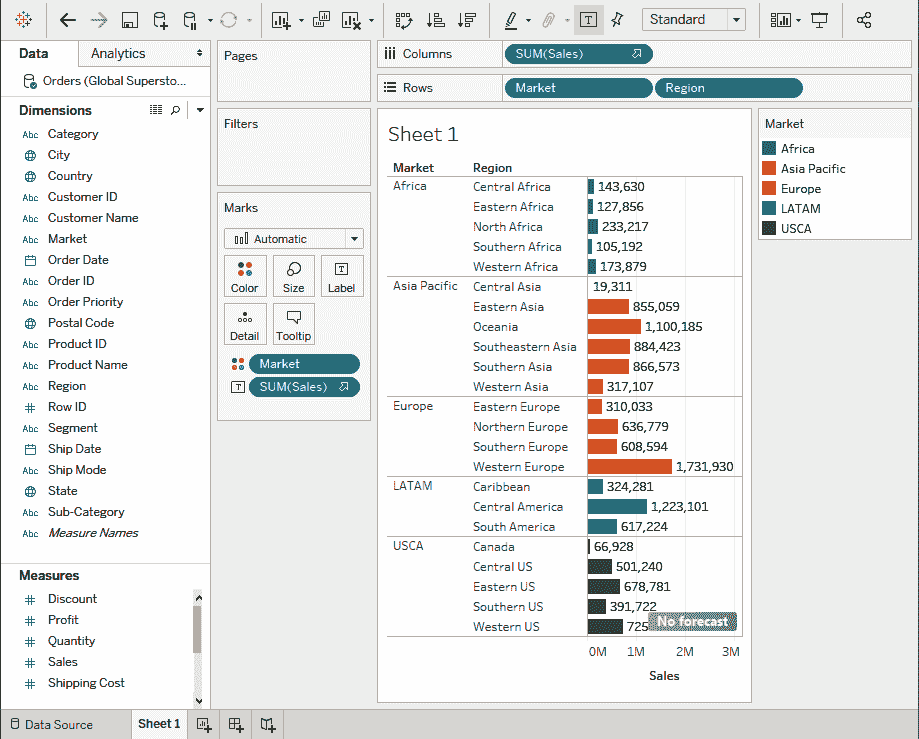 Standard
Data
Analytics
Orders (Global Supersto...
Dimensions
Abc Category
City
Country
Abc Customer ID
Abc Customer Name
Abc Market
Order Date
Abc Order ID
Abc Order Priority
Postal Code
Abc Product ID
Abc Product Name
Abc Region
# Row ID
Abc Segment
Ship Date
Abc Ship Mode
State
Abc Sub-Category
Abc Measure Names
Measures
# Discount
# Profit
# Quantity
# Sales
# Shipping Cost
Pages
Filters
Marks
Automatic
Color Size Label
Detail Tooltip
Market
SUM(Sales)
Columns SUM(Sales)
Rows Market Region
Sheet 1
Market Region
Africa Central Africa 143,630
Eastern Africa 127,856
North Africa 233,217
Southern Africa 105,192
Western Africa 173,879
Asia Pacific Central Asia 19,311
Eastern Asia 855,059
Oceania 1,100,185
Southeastern Asia 884,423
Southern Asia 866,573
Western Asia 317,107
Europe Eastern Europe 310,033
Northern Europe 636,779
Southern Europe 608,594
Western Europe 1,731,930
LATAM Caribbean 324,281
Central America 1,223,101
South America 617,224
USCA Canada 66,928
Central US 501,240
Eastern US 678,781
Southern US 391,722
Western US 725
No forecast
0M 1M 2M 3M
Sales
Market
Africa
Asia Pacific
Europe
LATAM
USCA
Data Source
Sheet 1